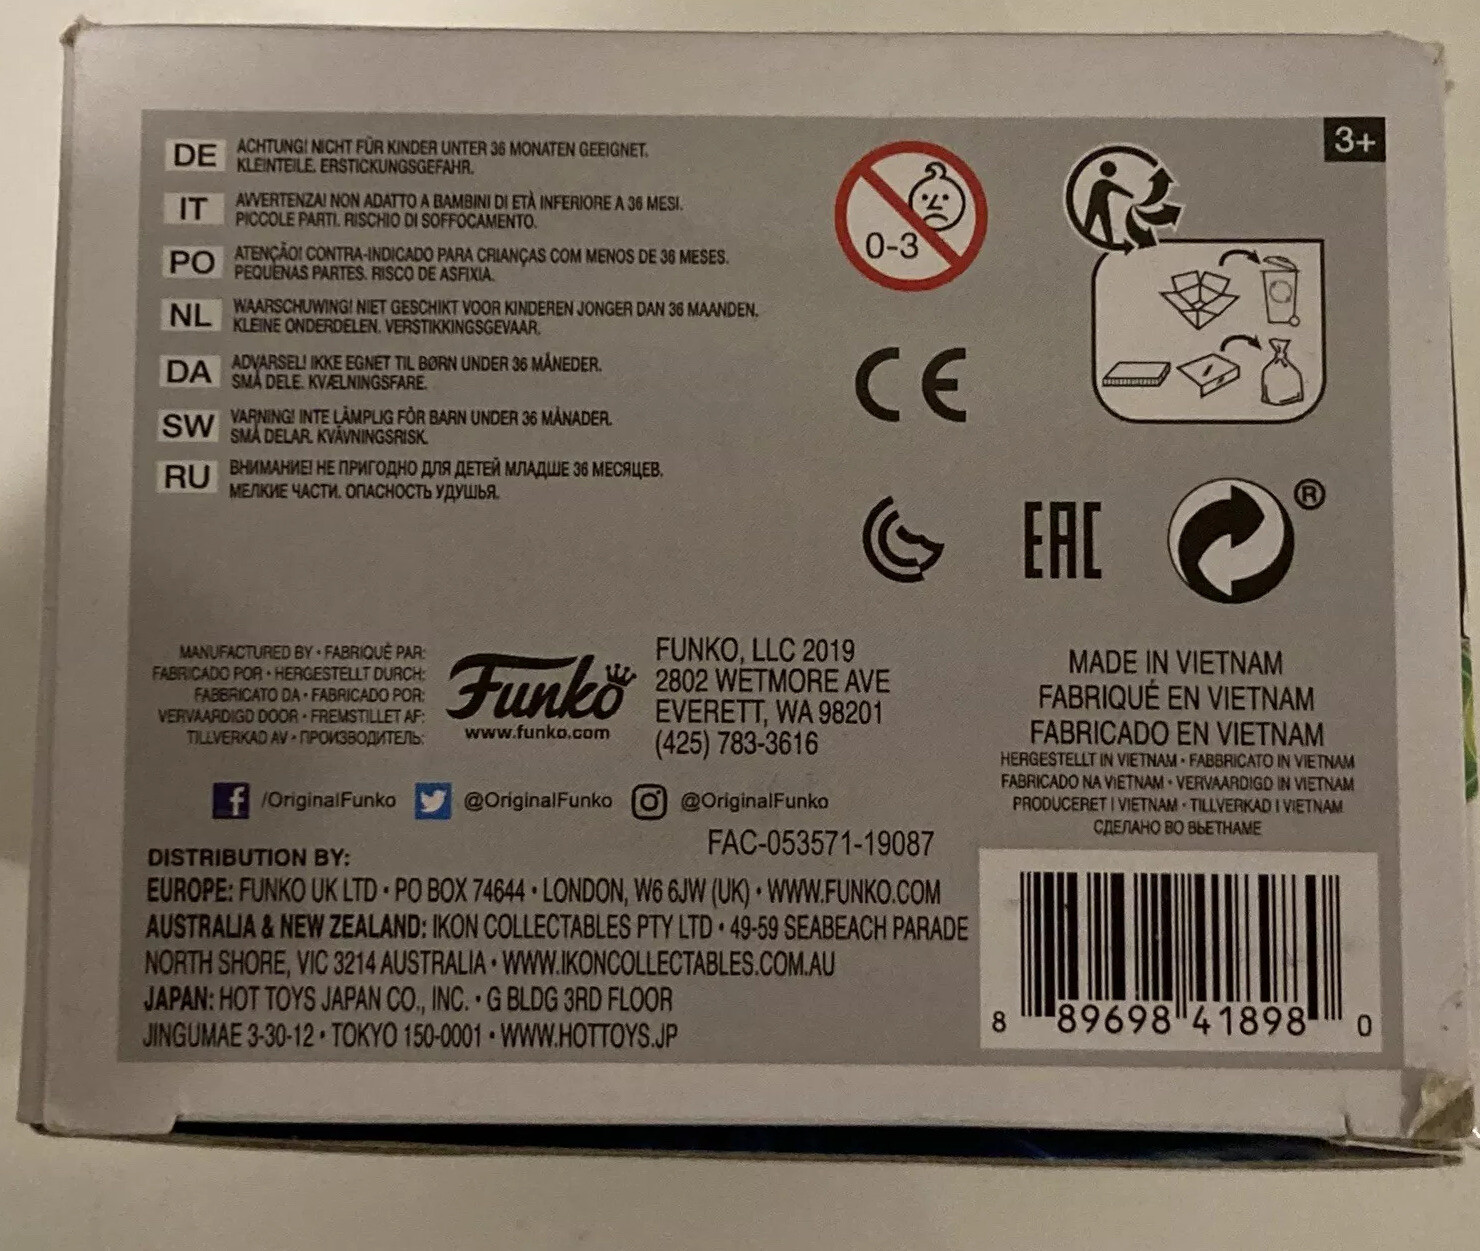 3+
DE ACHTUNG! NICHT FÜR KINDER UNTER 36 MONATEN GEEIGNET.
KLEINTEILE. ERSTICKUNGSGEFAHR.
IT AVVERTENZA! NON ADATTO A BAMBINI DI ETÀ INFERIORE A 36 MESI.
PICCOLE PARTI. RISCHIO DI SOFFOCAMENTO.
PO ATENÇÃO! CONTRA-INDICADO PARA CRIANÇAS COM MENOS DE 36 MESES.
PEQUENAS PARTES. RISCO DE ASFIXIA.
NL WAARSCHUWING! NIET GESCHIKT VOOR KINDEREN JONGER DAN 36 MAANDEN.
KLEINE ONDERDELEN. VERSTIKKINGSGEVAAR.
DA ADVARSEL! IKKE EGNET TIL BØRN UNDER 36 MÅNEDER.
SMÅ DELE. KVÆLNINGSFARE.
SW VARNING! INTE LÄMPLIG FÖR BARN UNDER 36 MÅNADER.
SMÅ DELAR. KVÄVNINGSRISK.
RU ВНИМАНИЕ! НЕ ПРИГОДНО ДЛЯ ДЕТЕЙ МЛАДШЕ 36 МЕСЯЦЕВ.
МЕЛКИЕ ЧАСТИ. ОПАСНОСТЬ УДУШЬЯ.
0-3
CE
EAC
®
MANUFACTURED BY • FABRIQUÉ PAR:
FABRICADO POR • HERGESTELLT DURCH:
FABBRICATO DA • FABRICADO POR:
VERVAARDIGD DOOR • FREMSTILLET AF:
TILLVERKAD AV • ПРОИЗВОДИТЕЛЬ:
Funko
www.funko.com
FUNKO, LLC 2019
2802 WETMORE AVE
EVERETT, WA 98201
(425) 783-3616
MADE IN VIETNAM
FABRIQUÉ EN VIETNAM
FABRICADO EN VIETNAM
HERGESTELLT IN VIETNAM • FABBRICATO IN VIETNAM
FABRICADO NA VIETNAM • VERVAARDIGD IN VIETNAM
PRODUCERET I VIETNAM • TILLVERKAD I VIETNAM
СДЕЛАНО ВО ВЬЕТНАМЕ
f /OriginalFunko @OriginalFunko @OriginalFunko
FAC-053571-19087
DISTRIBUTION BY:
EUROPE: FUNKO UK LTD • PO BOX 74644 • LONDON, W6 6JW (UK) • WWW.FUNKO.COM
AUSTRALIA & NEW ZEALAND: IKON COLLECTABLES PTY LTD • 49-59 SEABEACH PARADE
NORTH SHORE, VIC 3214 AUSTRALIA • WWW.IKONCOLLECTABLES.COM.AU
JAPAN: HOT TOYS JAPAN CO., INC. • G BLDG 3RD FLOOR
JINGUMAE 3-30-12 • TOKYO 150-0001 • WWW.HOTTOYS.JP
8 89698 41898 0